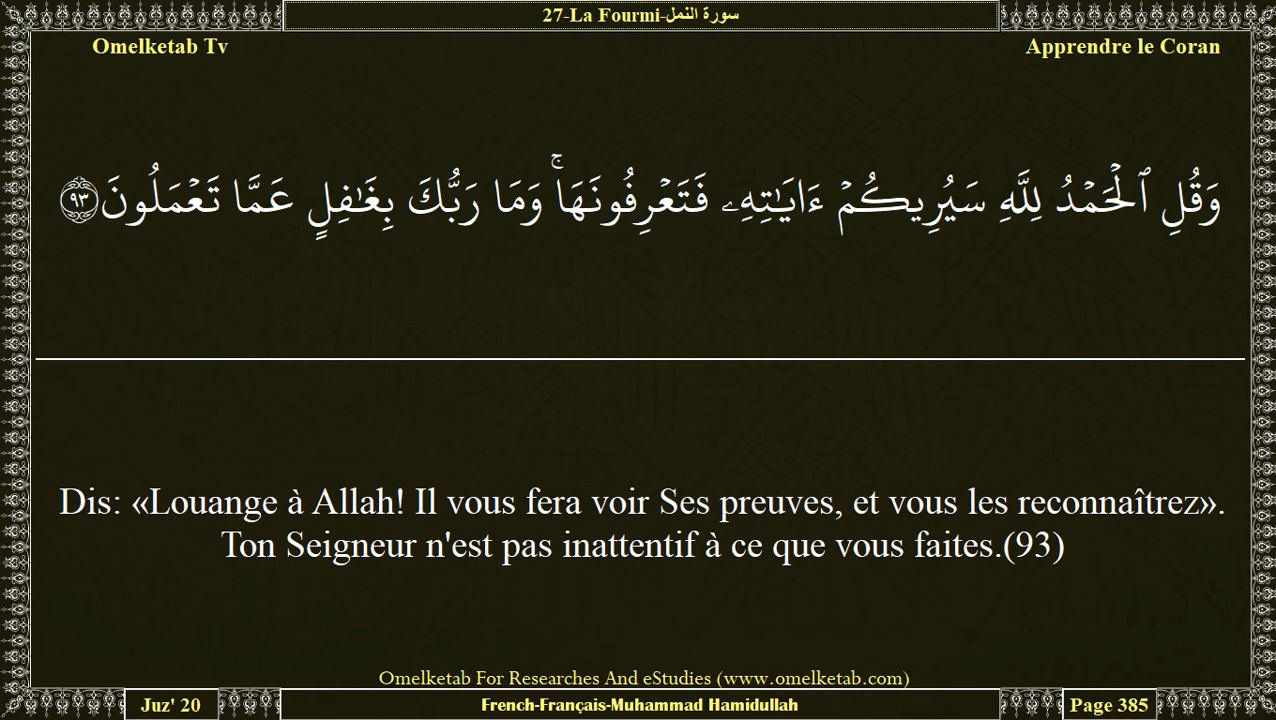 27-La Fourmi-سورة النمل
Omelketab Tv
Apprendre le Coran
وَقُلِ ٱلۡحَمۡدُ لِلَّهِ سَيُرِيكُمۡ ءَايَٰتِهِۦ فَتَعۡرِفُونَهَاۚ وَمَا رَبُّكَ بِغَٰفِلٍ عَمَّا تَعۡمَلُونَ ٩٣
Dis: «Louange à Allah! Il vous fera voir Ses preuves, et vous les reconnaîtrez».
Ton Seigneur n'est pas inattentif à ce que vous faites.(93)
Omelketab For Researches And eStudies (www.omelketab.com)
Juz' 20
French-Français-Muhammad Hamidullah
Page 385